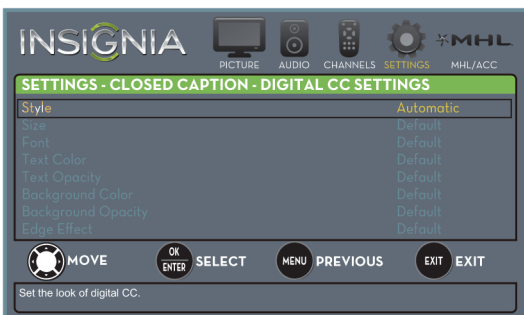 INSIGNIA
PICTURE AUDIO CHANNELS SETTINGS MHL/ACC
MHL
SETTINGS - CLOSED CAPTION - DIGITAL CC SETTINGS
Style Automatic
Size Default
Font Default
Text Color Default
Text Opacity Default
Background Color Default
Background Opacity Default
Edge Effect Default
MOVE OK ENTER SELECT MENU PREVIOUS EXIT EXIT
Set the look of digital CC.